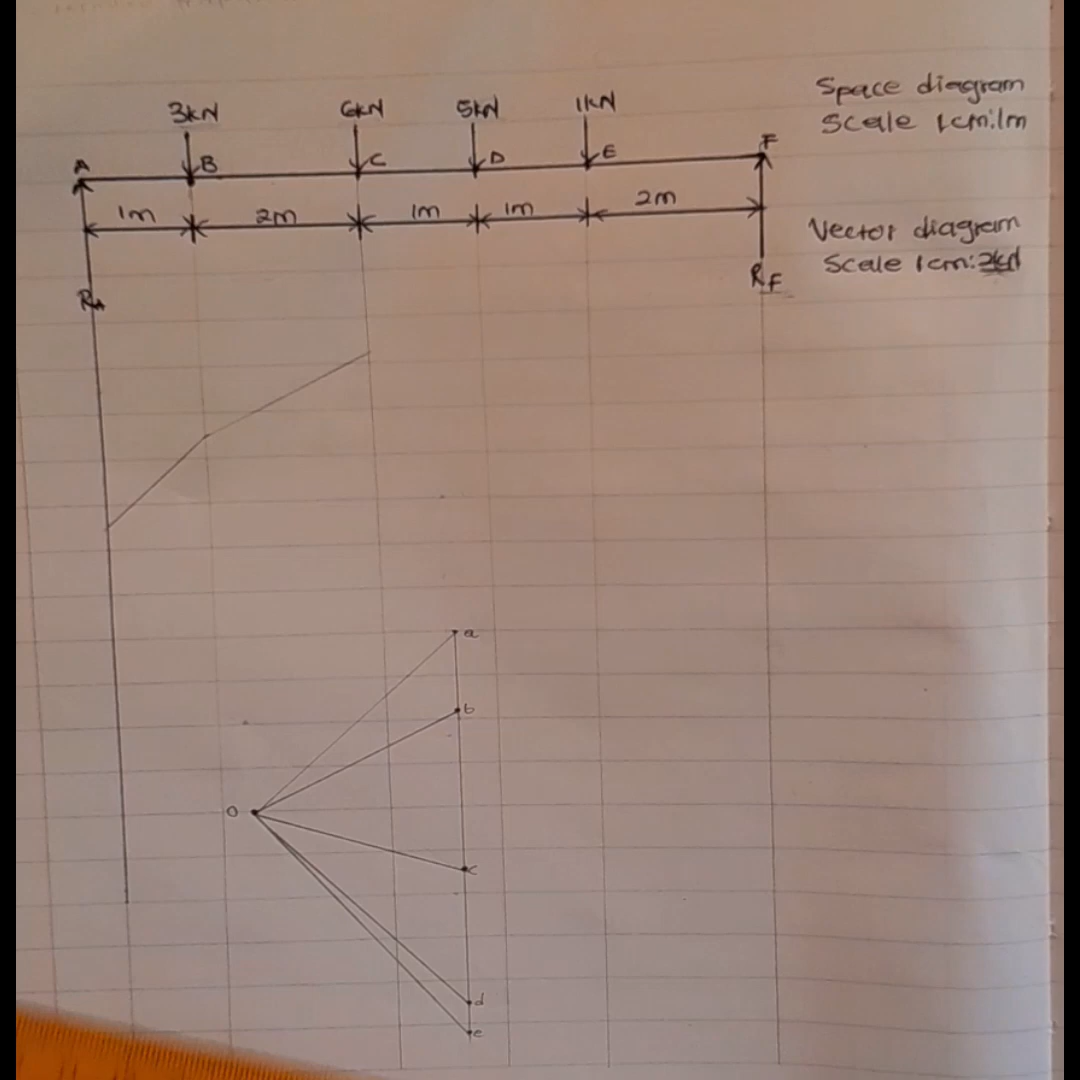 3kN 6kN 5kN 1kN
Space diagram
Scale 1cm:1m
A B C D E F
1m 2m 1m 1m 2m
Vector diagram
Scale 1cm:2kN
RA RF
a
b
o
c
d
e